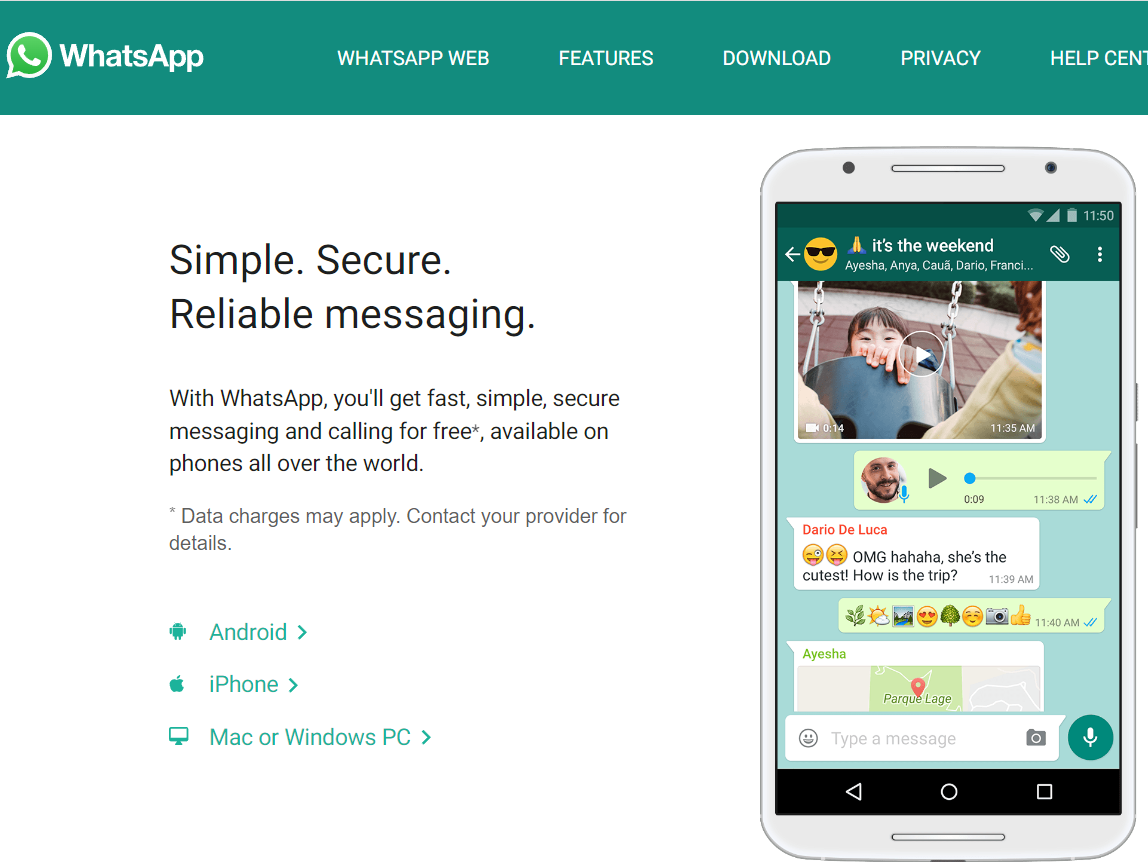 WhatsApp
WHATSAPP WEB
FEATURES
DOWNLOAD
PRIVACY
HELP CENT
Simple. Secure.
Reliable messaging.
With WhatsApp, you'll get fast, simple, secure
messaging and calling for free*, available on
phones all over the world.
* Data charges may apply. Contact your provider for
details.
Android
iPhone
Mac or Windows PC
11:50
🙏 it's the weekend
Ayesha, Anya, Cauã, Dario, Franci...
0:14
11:35 AM
0:09
11:38 AM
Dario De Luca
😜😝 OMG hahaha, she's the
cutest! How is the trip?
11:39 AM
🌿🌤🏞😍🌳☺📷👍 11:40 AM
Ayesha
Parque Lage
Type a message